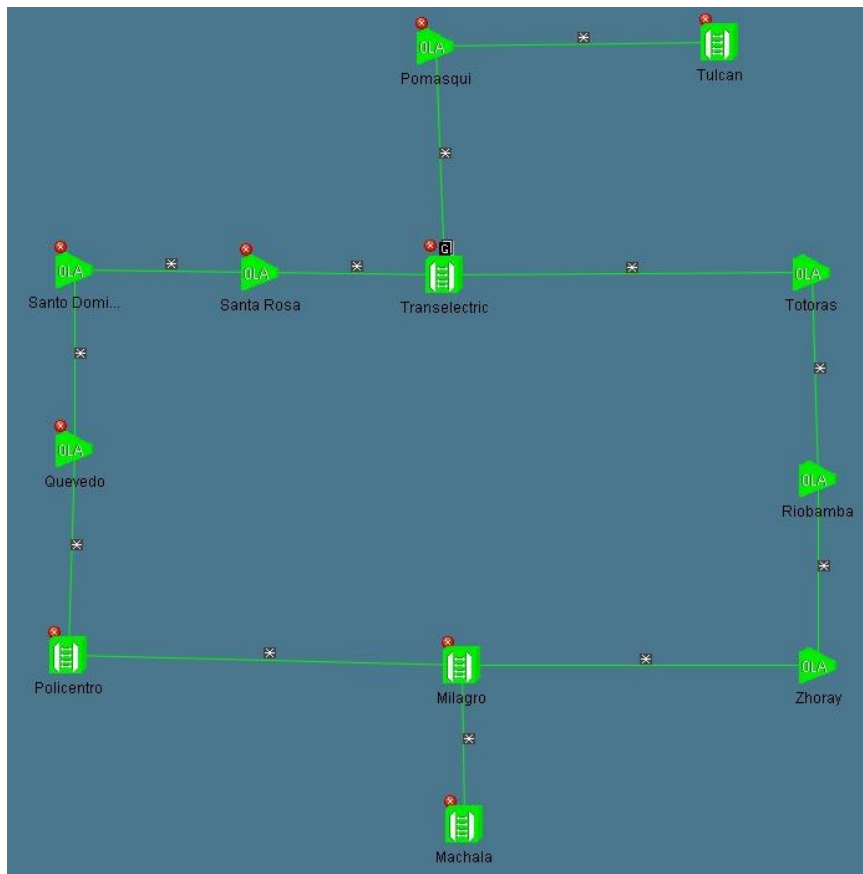 OLA
Pomasqui
Tulcan
G
OLA
Santo Domi...
OLA
Santa Rosa
Transelectric
OLA
Totoras
OLA
Quevedo
OLA
Riobamba
Policentro
Milagro
OLA
Zhoray
Machala